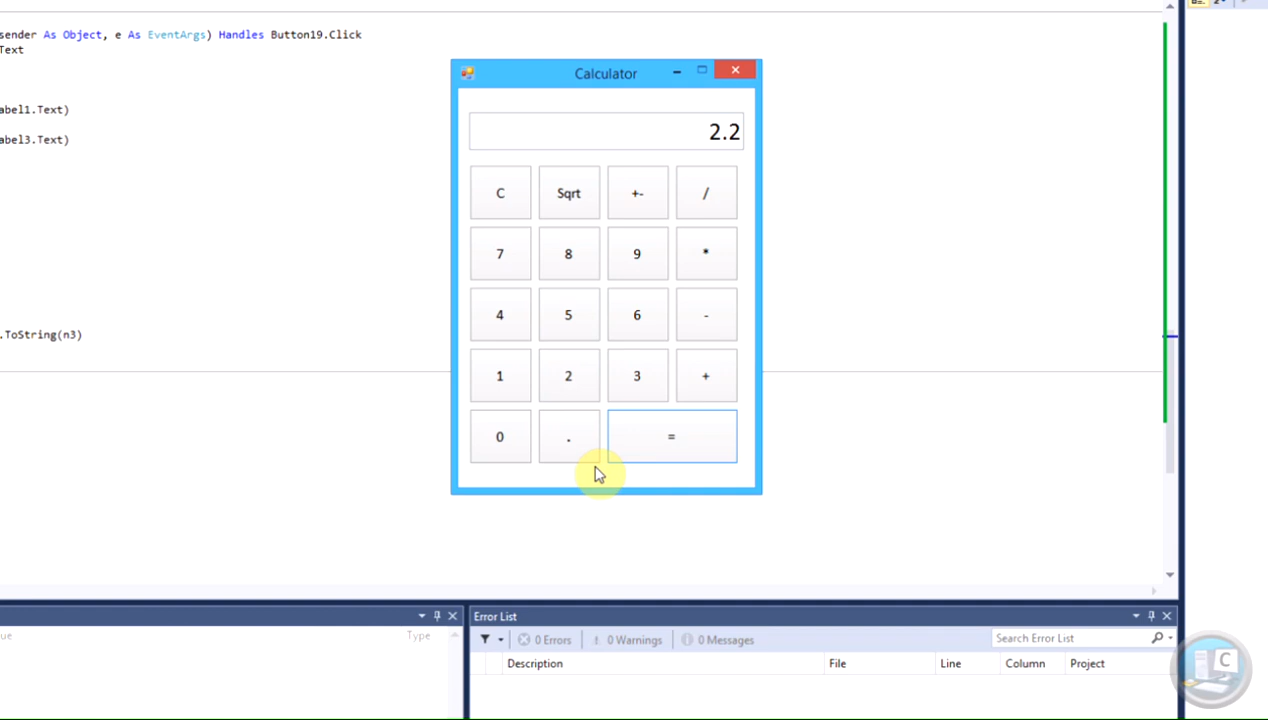 sender As Object, e As EventArgs) Handles Button19.Click
Text
abel1.Text)
abel3.Text)
.ToString(n3)
Calculator
2.2
C Sqrt +- /
7 8 9 *
4 5 6 -
1 2 3 +
0 . =
ue Type
Error List
0 Errors 0 Warnings 0 Messages Search Error List
Description File Line Column Project
C